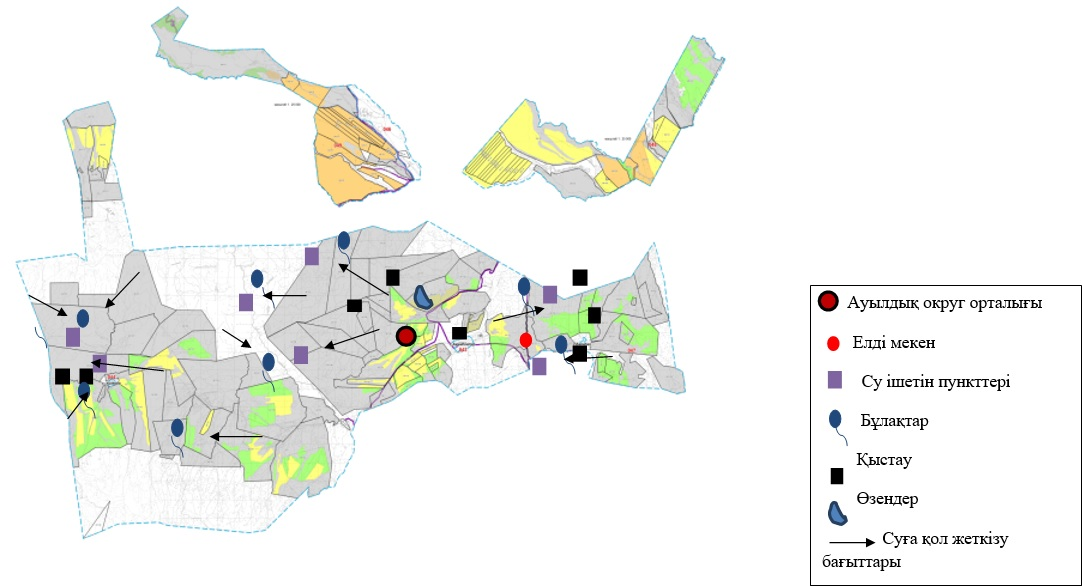 Ауылдық округ орталығы
Елді мекен
Су ішетін пункттері
Бұлақтар
Қыстау
Өзендер
Суға қол жеткізу
бағыттары